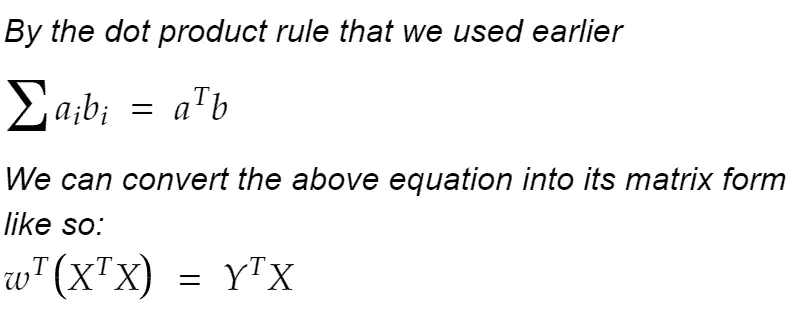 By the dot product rule that we used earlier
∑ aᵢbᵢ = aᵀb
We can convert the above equation into its matrix form
like so:
wᵀ(XᵀX) = YᵀX